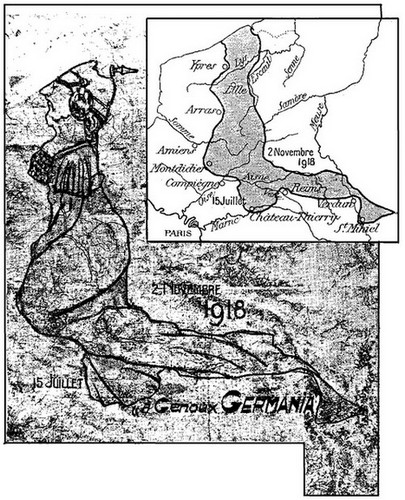 Ypres
Lys
Escaut
Senne
Lille
Arras
Sambre
Meuse
Somme
Amiens
2 Novembre
1918
Montdidier
Compiègne
Aisne
Reims
Oise
15 Juillet
Verdun
Château-Thierry
Marne
St Mihiel
PARIS
2 NOVEMBRE
1918
15 JUILLET
"à Genoux GERMANIA